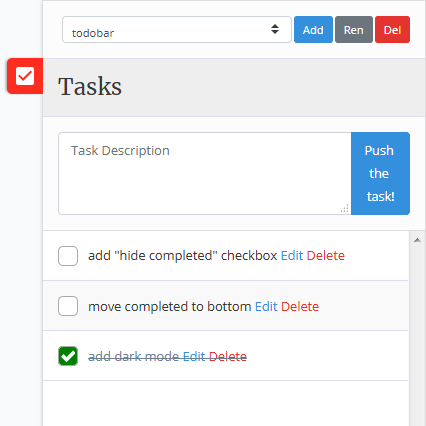 todobar
Add
Ren
Del
Tasks
Task Description
Push
the
task!
add "hide completed" checkbox Edit Delete
move completed to bottom Edit Delete
add dark mode Edit Delete